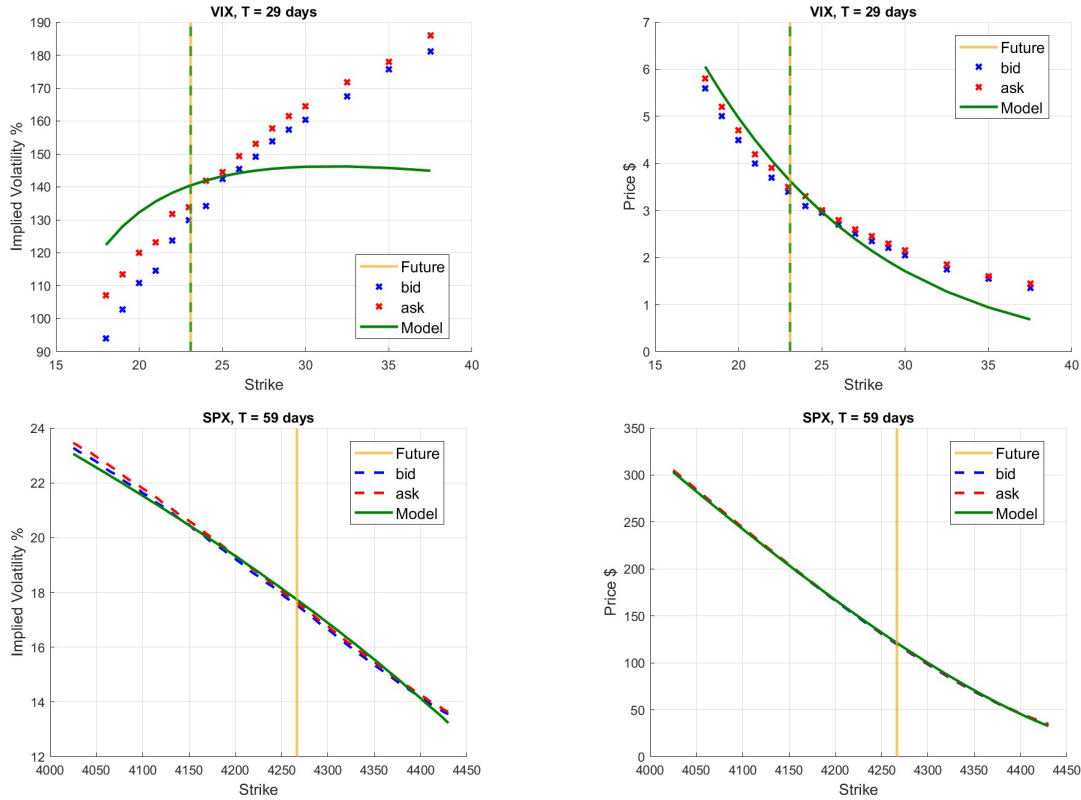 VIX, T = 29 days
Implied Volatility %
190
180
170
160
150
140
130
120
110
100
90
15 20 25 30 35 40
Strike
Future
bid
ask
Model
VIX, T = 29 days
Price $
7
6
5
4
3
2
1
0
15 20 25 30 35 40
Strike
Future
bid
ask
Model
SPX, T = 59 days
Implied Volatility %
24
22
20
18
16
14
12
4000 4050 4100 4150 4200 4250 4300 4350 4400 4450
Strike
Future
bid
ask
Model
SPX, T = 59 days
Price $
350
300
250
200
150
100
50
0
4000 4050 4100 4150 4200 4250 4300 4350 4400 4450
Strike
Future
bid
ask
Model